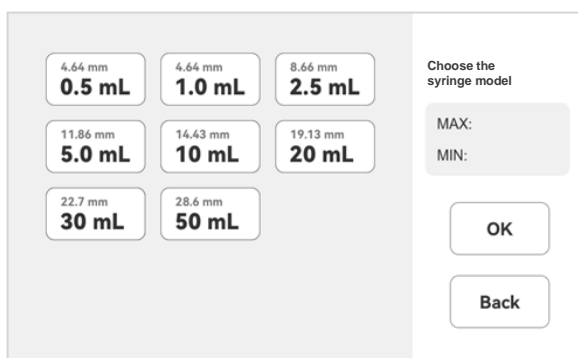 4.64 mm
0.5 mL
4.64 mm
1.0 mL
8.66 mm
2.5 mL
11.86 mm
5.0 mL
14.43 mm
10 mL
19.13 mm
20 mL
22.7 mm
30 mL
28.6 mm
50 mL
Choose the
syringe model
MAX:
MIN:
OK
Back